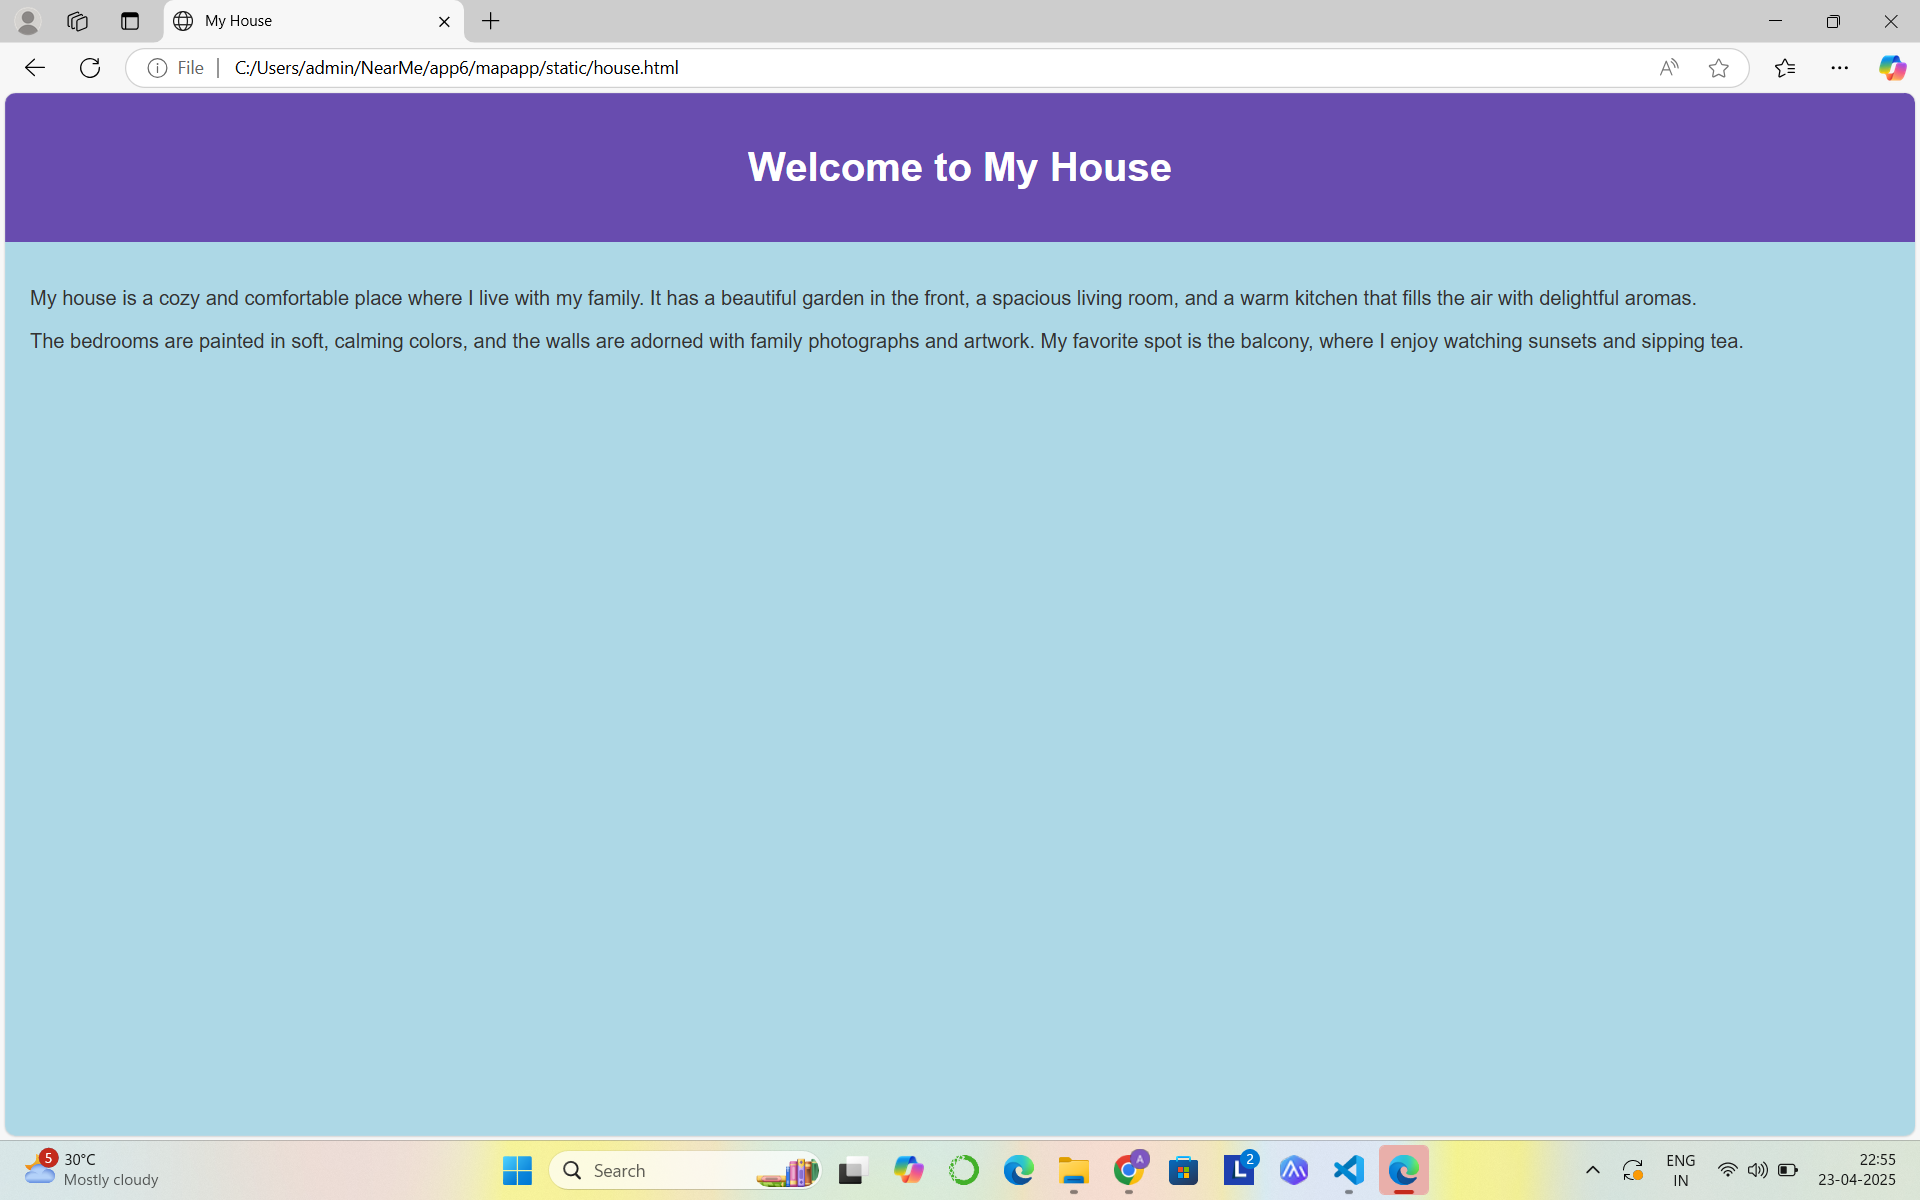 My House
File
C:/Users/admin/NearMe/app6/mapapp/static/house.html
Welcome to My House
My house is a cozy and comfortable place where I live with my family. It has a beautiful garden in the front, a spacious living room, and a warm kitchen that fills the air with delightful aromas.
The bedrooms are painted in soft, calming colors, and the walls are adorned with family photographs and artwork. My favorite spot is the balcony, where I enjoy watching sunsets and sipping tea.
5
30°C
Mostly cloudy
Search
A
L
2
ENG
IN
22:55
23-04-2025